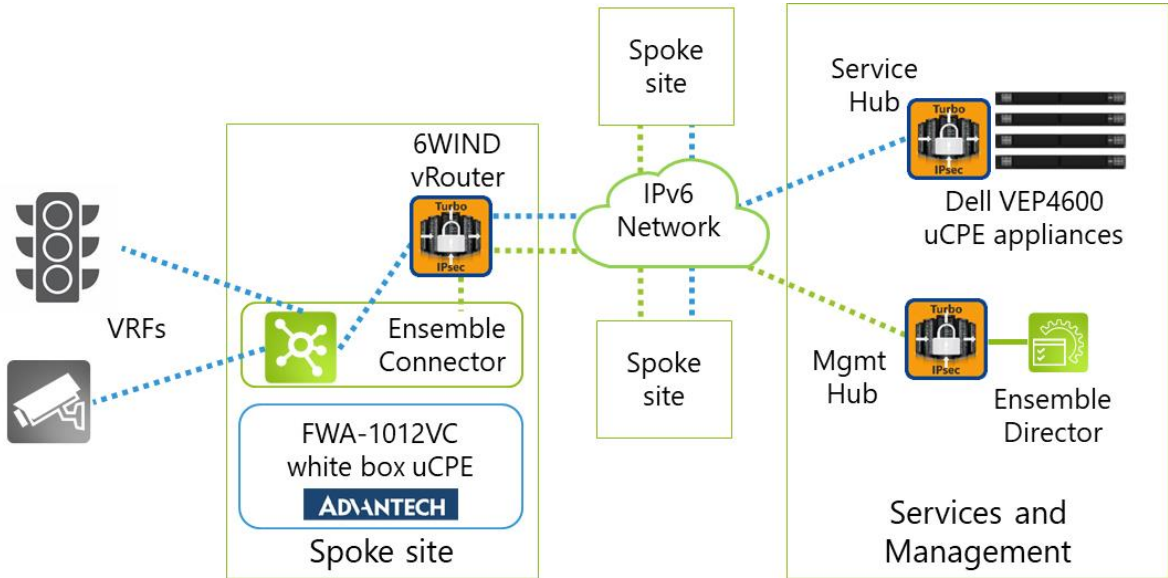 VRFs
6WIND
vRouter
Turbo
IPsec
Ensemble
Connector
FWA-1012VC
white box uCPE
ADVANTECH
Spoke site
Spoke
site
IPv6
Network
Spoke
site
Service
Hub
Turbo
IPsec
Dell VEP4600
uCPE appliances
Mgmt
Hub
Turbo
IPsec
Ensemble
Director
Services and
Management